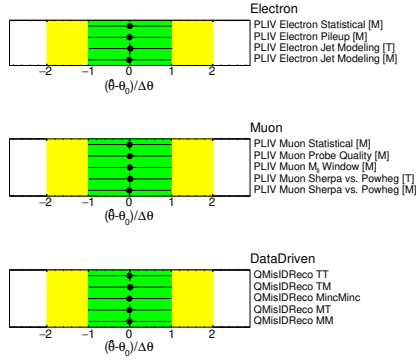 Electron
PLIV Electron Statistical [M]
PLIV Electron Pileup [M]
PLIV Electron Jet Modeling [T]
PLIV Electron Jet Modeling [M]
−2 −1 0 1 2
(θ̂-θ₀)/Δθ
Muon
PLIV Muon Statistical [M]
PLIV Muon Probe Quality [M]
PLIV Muon M_ll Window [M]
PLIV Muon Sherpa vs. Powheg [T]
PLIV Muon Sherpa vs. Powheg [M]
−2 −1 0 1 2
(θ̂-θ₀)/Δθ
DataDriven
QMisIDReco TT
QMisIDReco TM
QMisIDReco MincMinc
QMisIDReco MT
QMisIDReco MM
−2 −1 0 1 2
(θ̂-θ₀)/Δθ